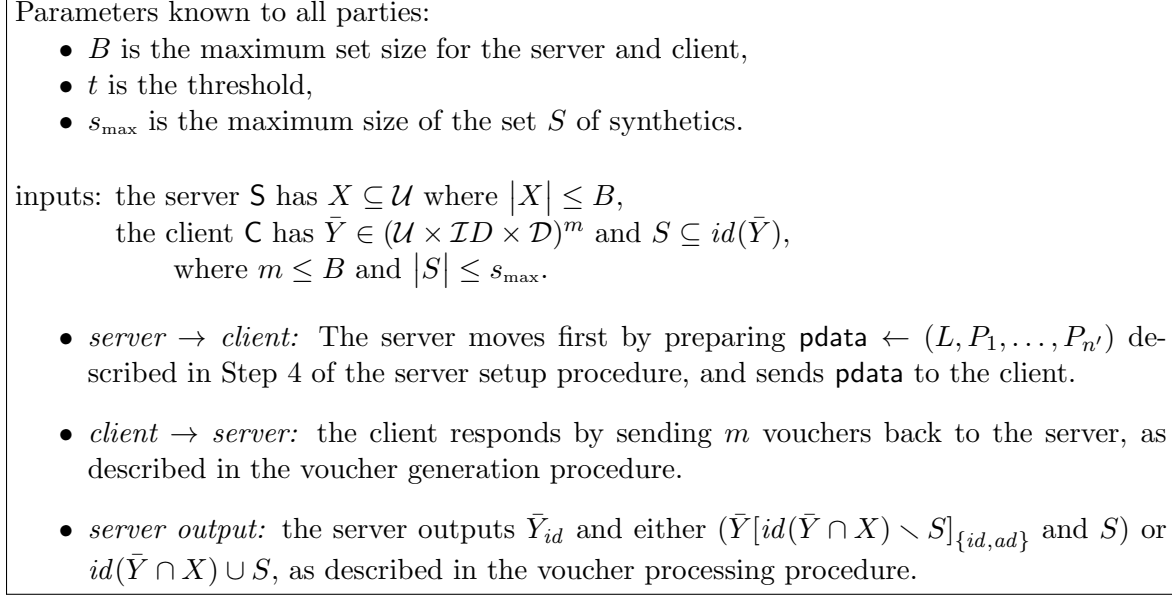 Parameters known to all parties:
• B is the maximum set size for the server and client,
• t is the threshold,
• s_max is the maximum size of the set S of synthetics.
inputs: the server S has X ⊆ 𝒰 where |X| ≤ B,
the client C has Ȳ ∈ (𝒰 × ℐD × 𝒟)^m and S ⊆ id(Ȳ),
where m ≤ B and |S| ≤ s_max.
• server → client: The server moves first by preparing pdata ← (L, P_1, . . . , P_n′) de-
scribed in Step 4 of the server setup procedure, and sends pdata to the client.
• client → server: the client responds by sending m vouchers back to the server, as
described in the voucher generation procedure.
• server output: the server outputs Ȳ_id and either (Ȳ[id(Ȳ ∩ X) ∖ S]_{id,ad} and S) or
id(Ȳ ∩ X) ∪ S, as described in the voucher processing procedure.